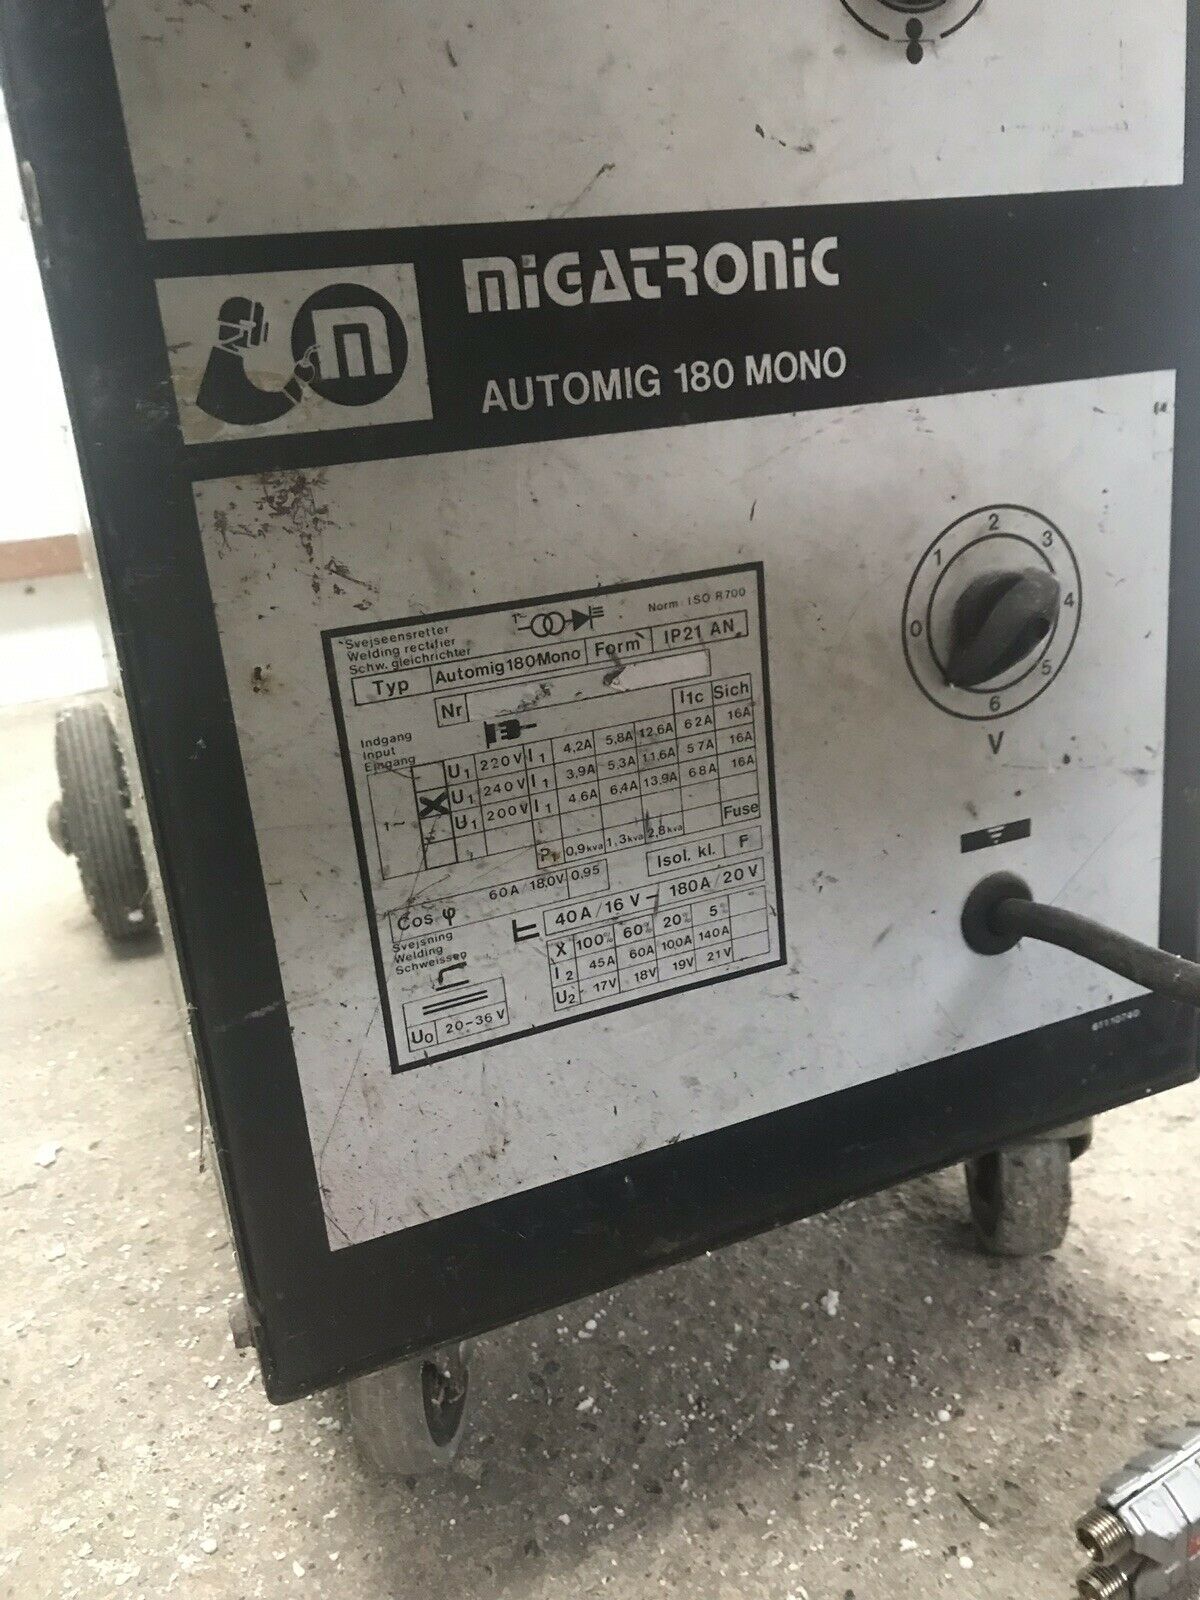 MIGATRONIC
AUTOMIG 180 MONO
Svejseensretter
Welding rectifier
Schw. gleichrichter
1~
Norm: ISO R700
Typ Automig180Mono Form IP21 AN
Nr
I1c Sich
Indgang
Input
Eingang
1~
U1 220V I1 4,2A 5,8A 12,6A 62A 16A
X U1 240V I1 3,9A 5,3A 11,6A 57A 16A
U1 200V I1 4,6A 6,4A 13,9A 68A 16A
Fuse
P1 0,9kva 1,3kva 2,8kva
Cos φ 60A/18,0V 0,95 Isol. kl. F
Svejsning
Welding
Schweissen
40A/16V – 180A/20V
X 100% 60% 20% 5%
I2 45A 60A 100A 140A
U2 17V 18V 19V 21V
U0 20-36V
0
1
2
3
4
5
6
V
61110740